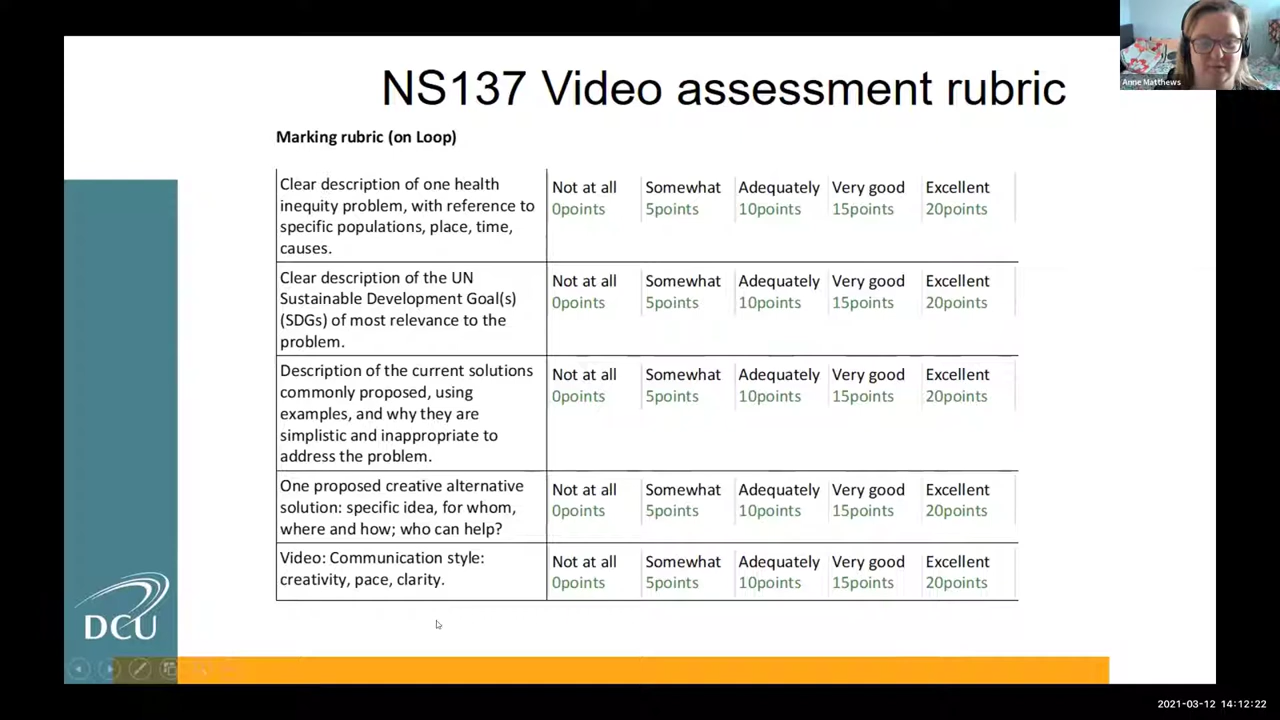 NS137 Video assessment rubric
Anne Matthews
Marking rubric (on Loop)
Clear description of one health
inequity problem, with reference to
specific populations, place, time,
causes.
Not at all Somewhat Adequately Very good Excellent
0points 5points 10points 15points 20points
Clear description of the UN
Sustainable Development Goal(s)
(SDGs) of most relevance to the
problem.
Not at all Somewhat Adequately Very good Excellent
0points 5points 10points 15points 20points
Description of the current solutions
commonly proposed, using
examples, and why they are
simplistic and inappropriate to
address the problem.
Not at all Somewhat Adequately Very good Excellent
0points 5points 10points 15points 20points
One proposed creative alternative
solution: specific idea, for whom,
where and how; who can help?
Not at all Somewhat Adequately Very good Excellent
0points 5points 10points 15points 20points
Video: Communication style:
creativity, pace, clarity.
Not at all Somewhat Adequately Very good Excellent
0points 5points 10points 15points 20points
DCU
2021-03-12 14:12:22